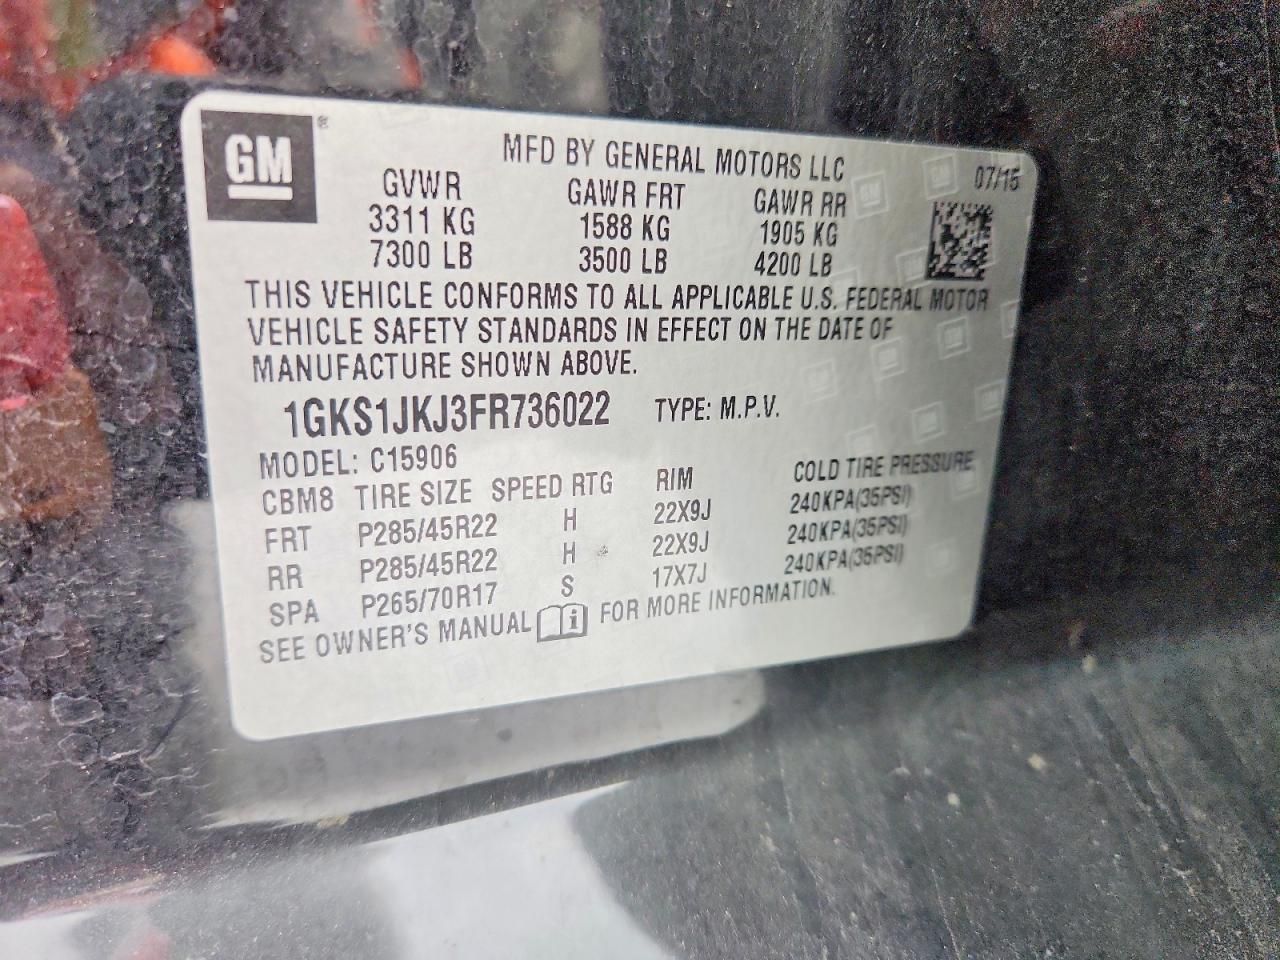 GM®
MFD BY GENERAL MOTORS LLC
07/15
GVWR GAWR FRT GAWR RR
3311 KG 1588 KG 1905 KG
7300 LB 3500 LB 4200 LB
THIS VEHICLE CONFORMS TO ALL APPLICABLE U.S. FEDERAL MOTOR
VEHICLE SAFETY STANDARDS IN EFFECT ON THE DATE OF
MANUFACTURE SHOWN ABOVE.
1GKS1JKJ3FR736022 TYPE: M.P.V.
MODEL: C15906
CBM8 TIRE SIZE SPEED RTG RIM COLD TIRE PRESSURE
FRT P285/45R22 H 22X9J 240KPA(35PSI)
RR P285/45R22 H 22X9J 240KPA(35PSI)
SPA P265/70R17 S 17X7J 240KPA(35PSI)
SEE OWNER'S MANUAL i FOR MORE INFORMATION.